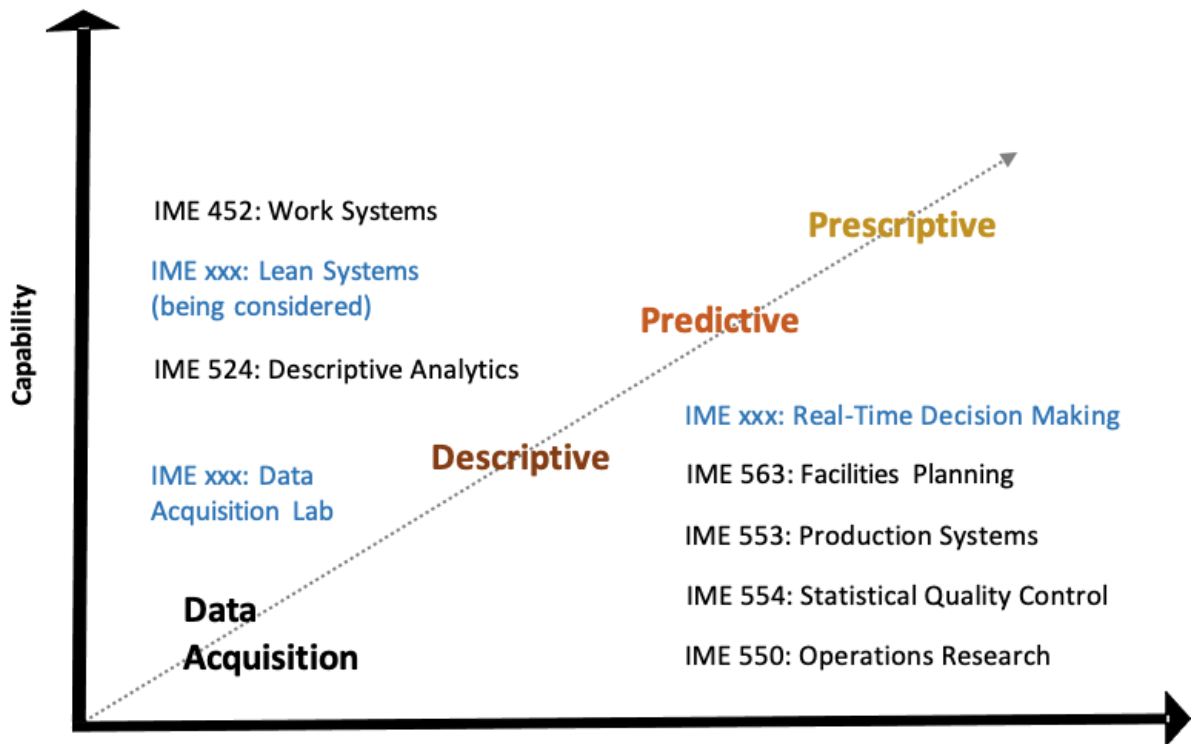 Capability
IME 452: Work Systems
IME xxx: Lean Systems
(being considered)
IME 524: Descriptive Analytics
IME xxx: Data
Acquisition Lab
Data
Acquisition
Descriptive
Predictive
Prescriptive
IME xxx: Real-Time Decision Making
IME 563: Facilities Planning
IME 553: Production Systems
IME 554: Statistical Quality Control
IME 550: Operations Research